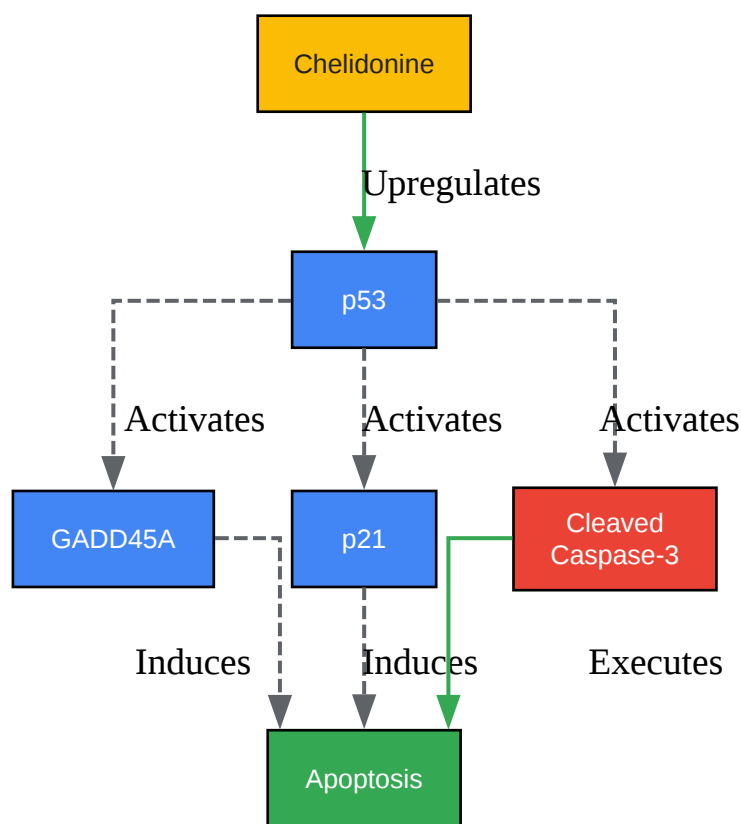 Chelidonine
Upregulates
p53
Activates
Activates
Activates
GADD45A
p21
Cleaved
Caspase-3
Induces
Induces
Executes
Apoptosis